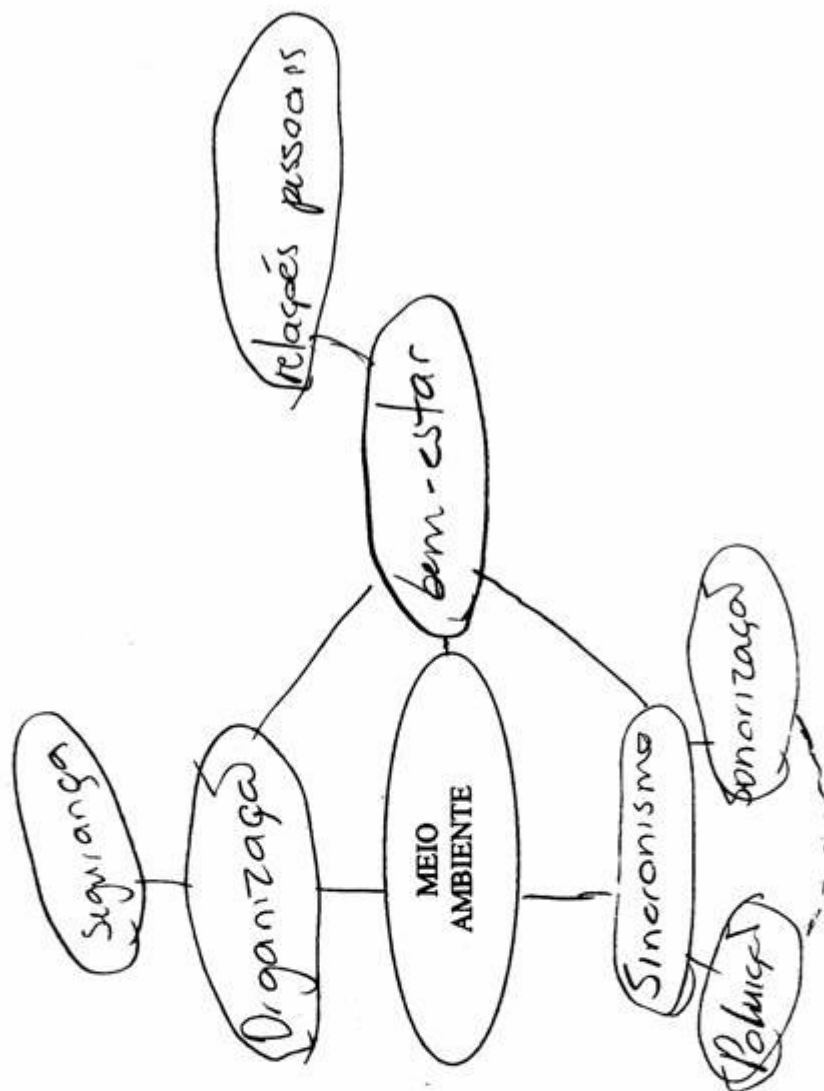 segurança
Organização
MEIO
AMBIENTE
bem-estar
relações pessoais
Sincronismo
Poluição
sonorização